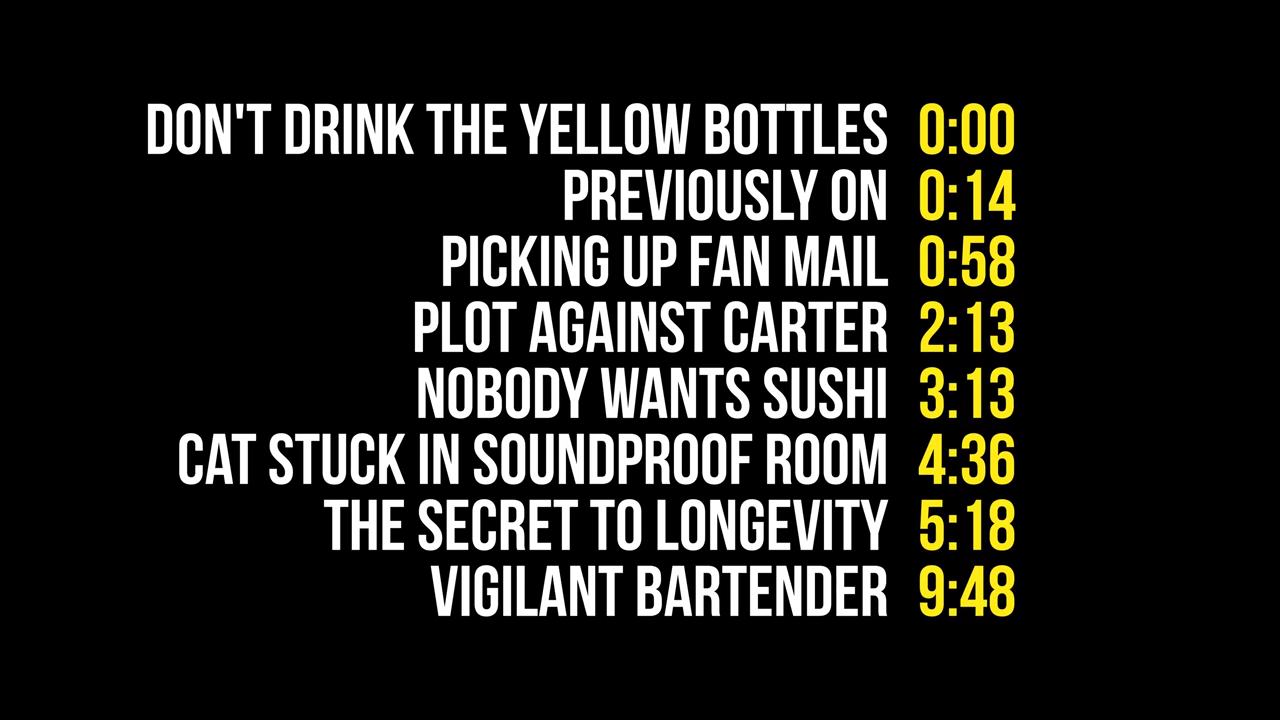 DON'T DRINK THE YELLOW BOTTLES 0:00
PREVIOUSLY ON 0:14
PICKING UP FAN MAIL 0:58
PLOT AGAINST CARTER 2:13
NOBODY WANTS SUSHI 3:13
CAT STUCK IN SOUNDPROOF ROOM 4:36
THE SECRET TO LONGEVITY 5:18
VIGILANT BARTENDER 9:48